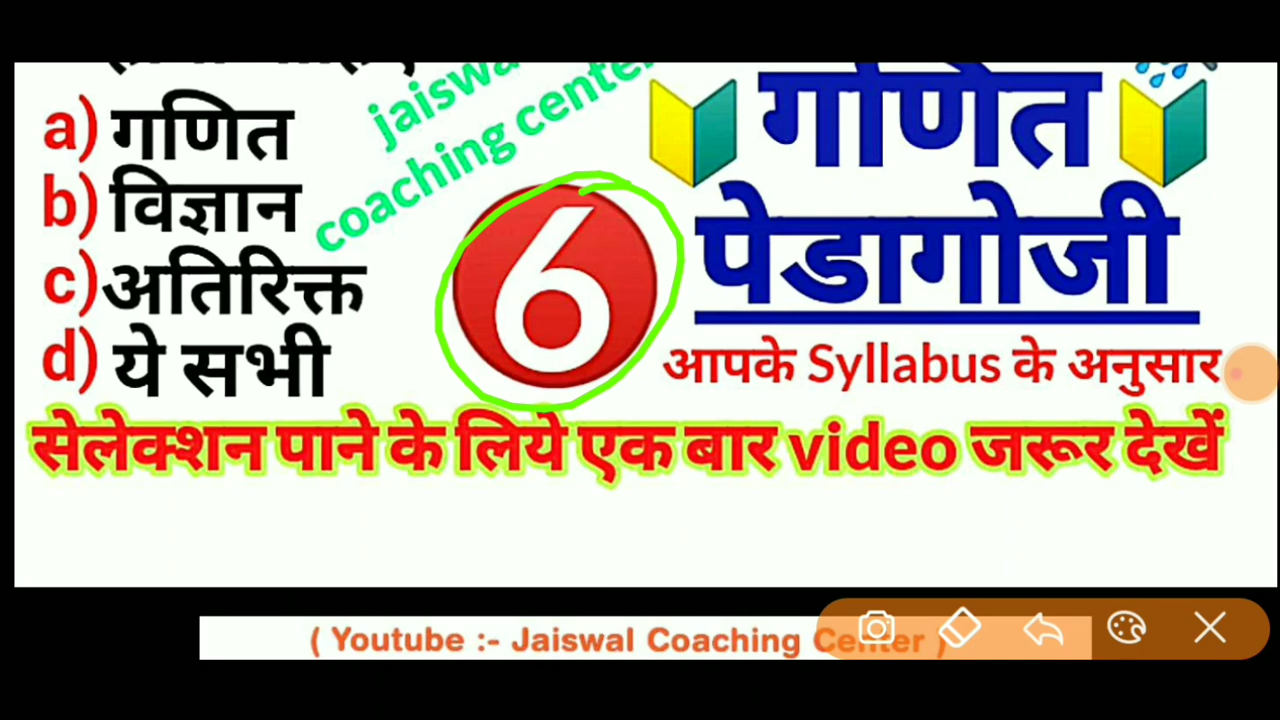 a) गणित
b) विज्ञान
c) अतिरिक्त
d) ये सभी
jaiswal
coaching center
6
गणित
पेडागोजी
आपके Syllabus के अनुसार
सेलेक्शन पाने के लिये एक बार video जरूर देखें
( Youtube :- Jaiswal Coaching Center )